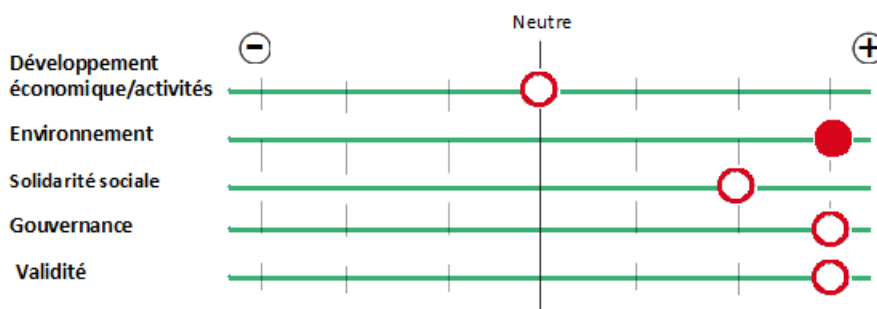 Neutre
− +
Développement
économique/activités
Environnement
Solidarité sociale
Gouvernance
Validité